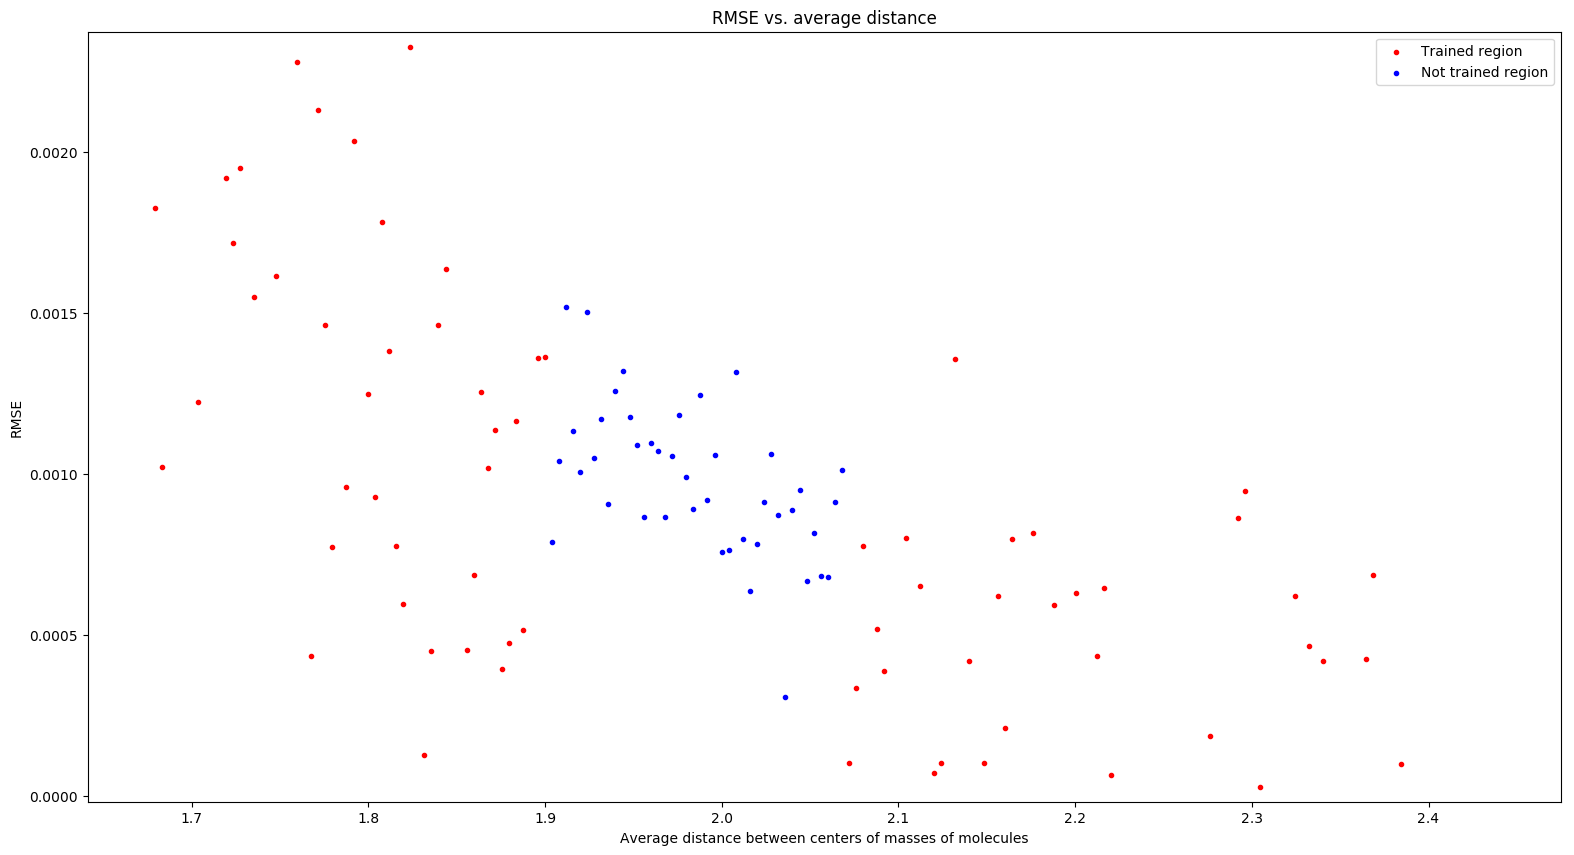 RMSE vs. average distance
Trained region
Not trained region
RMSE
0.0020
0.0015
0.0010
0.0005
0.0000
1.7
1.8
1.9
2.0
2.1
2.2
2.3
2.4
Average distance between centers of masses of molecules